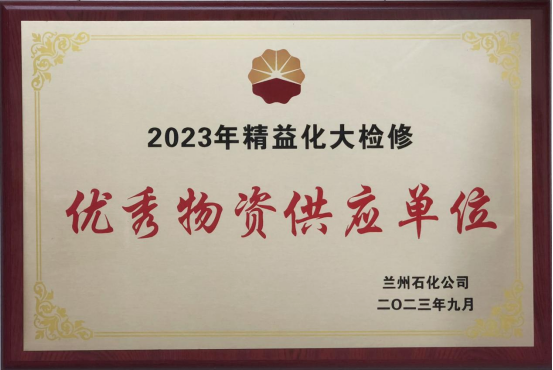 2023年精益化大检修
优秀物资供应单位
兰州石化公司
二〇二三年九月